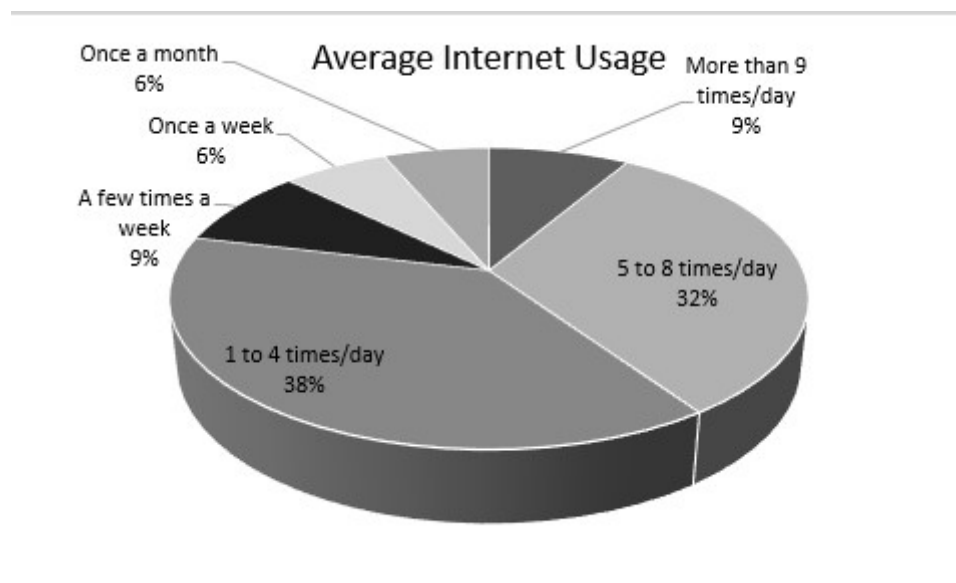 Average Internet Usage
Once a month
6%
More than 9
times/day
9%
Once a week
6%
A few times a
week
9%
5 to 8 times/day
32%
1 to 4 times/day
38%